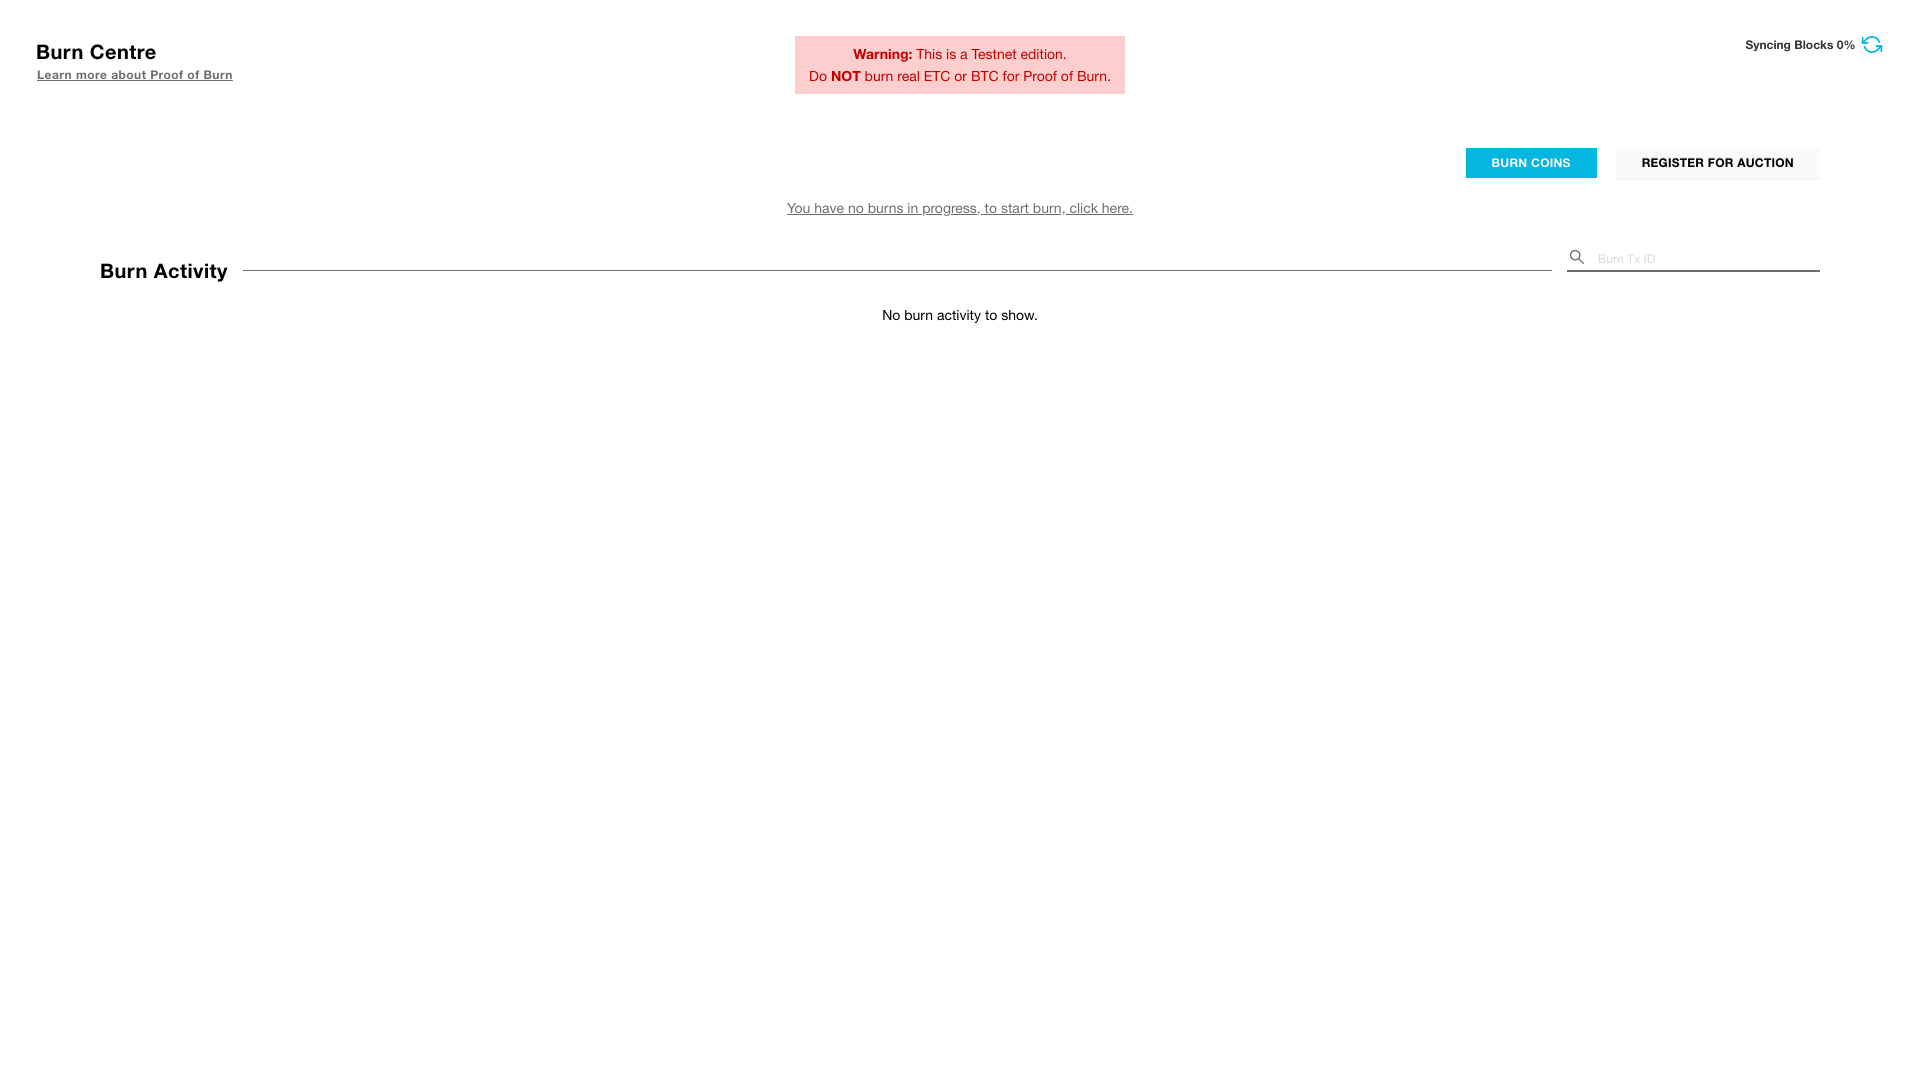 Burn Centre
Learn more about Proof of Burn
Warning: This is a Testnet edition.
Do NOT burn real ETC or BTC for Proof of Burn.
Syncing Blocks 0%
BURN COINS
REGISTER FOR AUCTION
You have no burns in progress, to start burn, click here.
Burn Activity
Burn Tx ID
No burn activity to show.